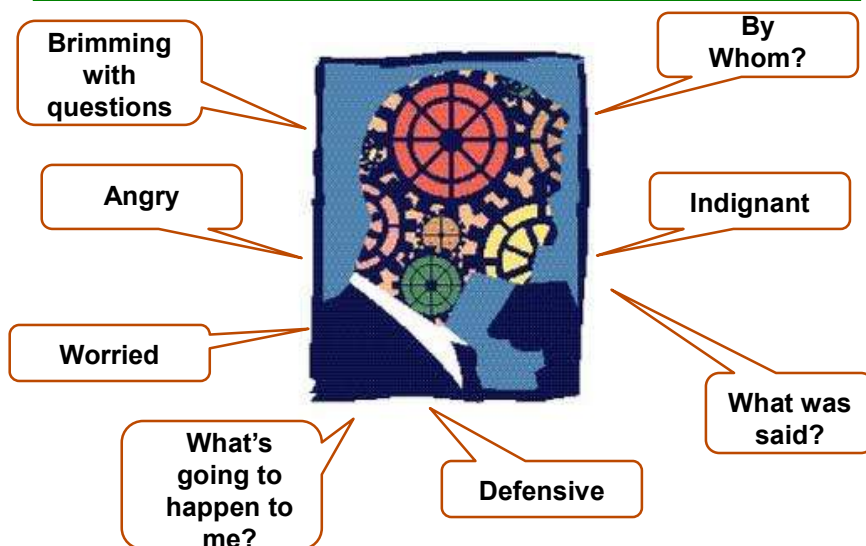 Brimming
with
questions
By
Whom?
Angry
Indignant
Worried
What was
said?
What's
going to
happen to
me?
Defensive